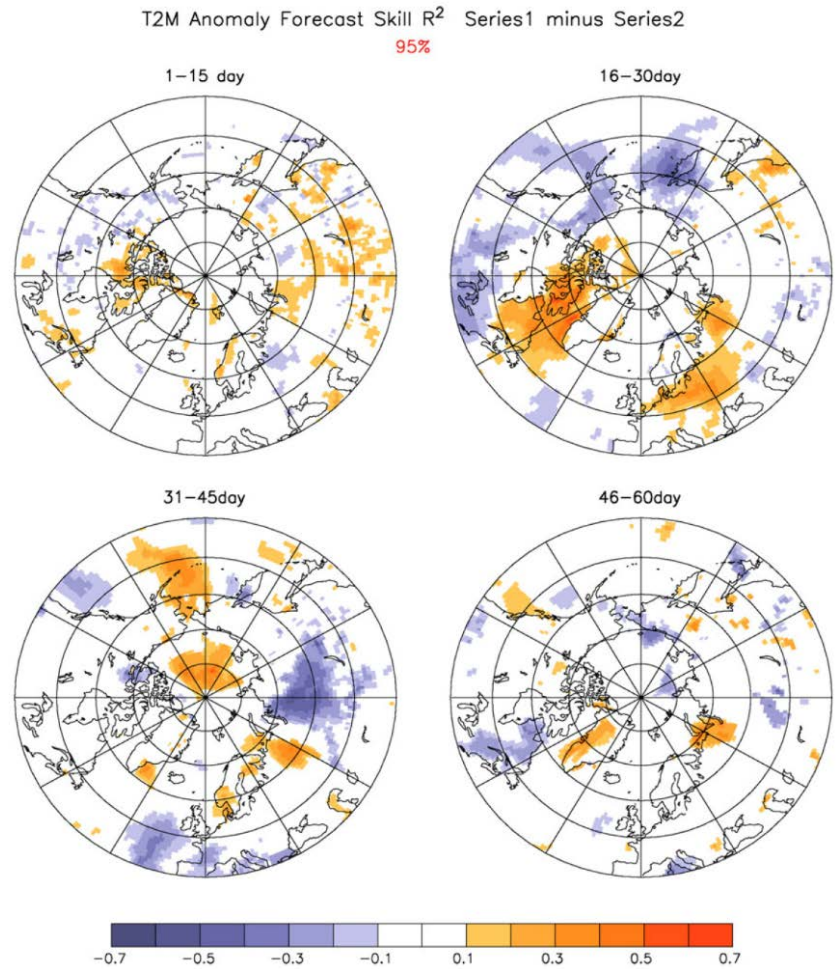 T2M Anomaly Forecast Skill R² Series1 minus Series2
95%
1-15 day
16-30day
31-45day
46-60day
-0.7 -0.5 -0.3 -0.1 0.1 0.3 0.5 0.7